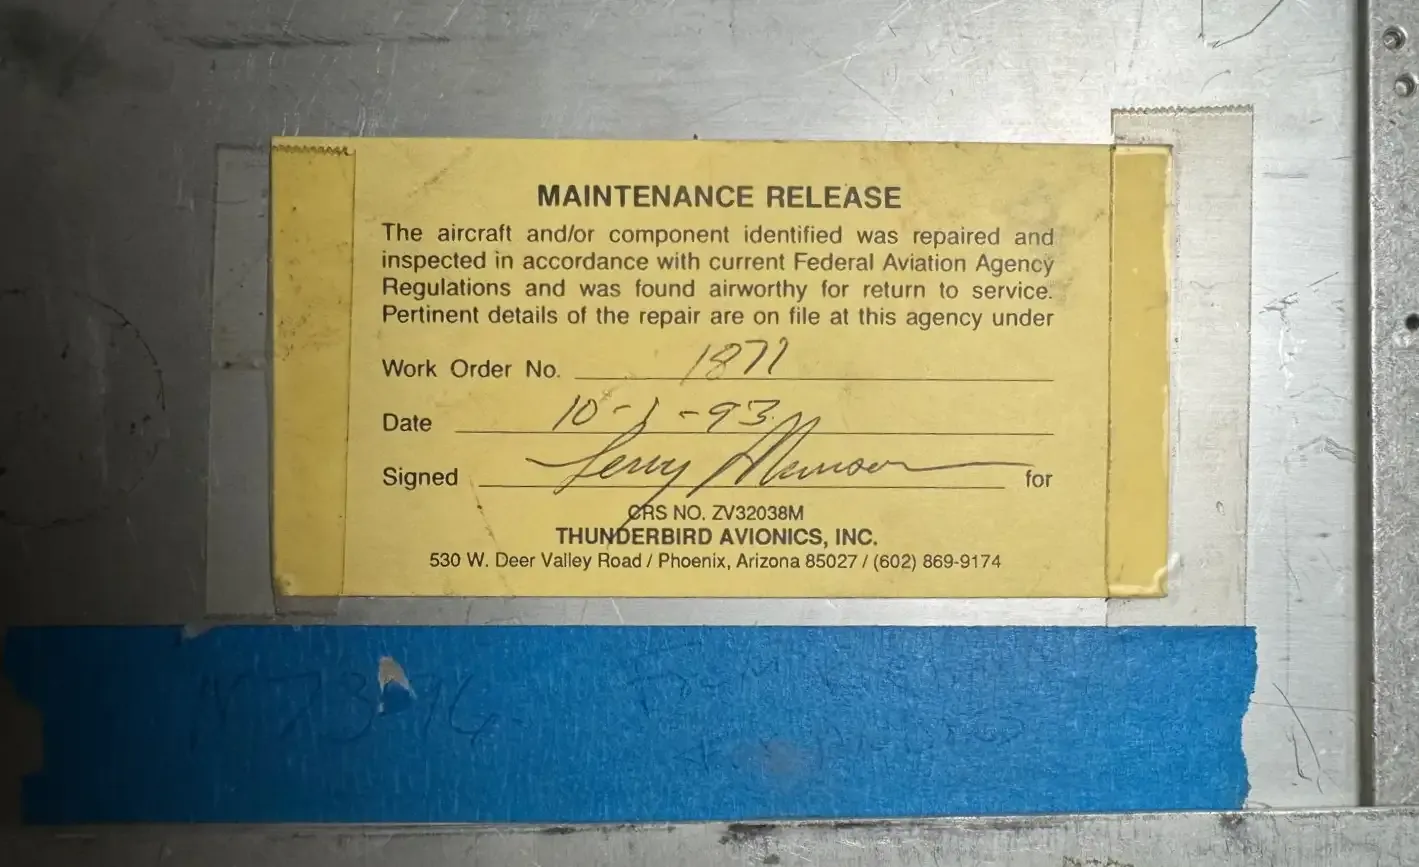 MAINTENANCE RELEASE
The aircraft and/or component identified was repaired and
inspected in accordance with current Federal Aviation Agency
Regulations and was found airworthy for return to service.
Pertinent details of the repair are on file at this agency under
Work Order No. 1871
Date 10-1-93
Signed for
CRS NO. ZV32038M
THUNDERBIRD AVIONICS, INC.
530 W. Deer Valley Road / Phoenix, Arizona 85027 / (602) 869-9174